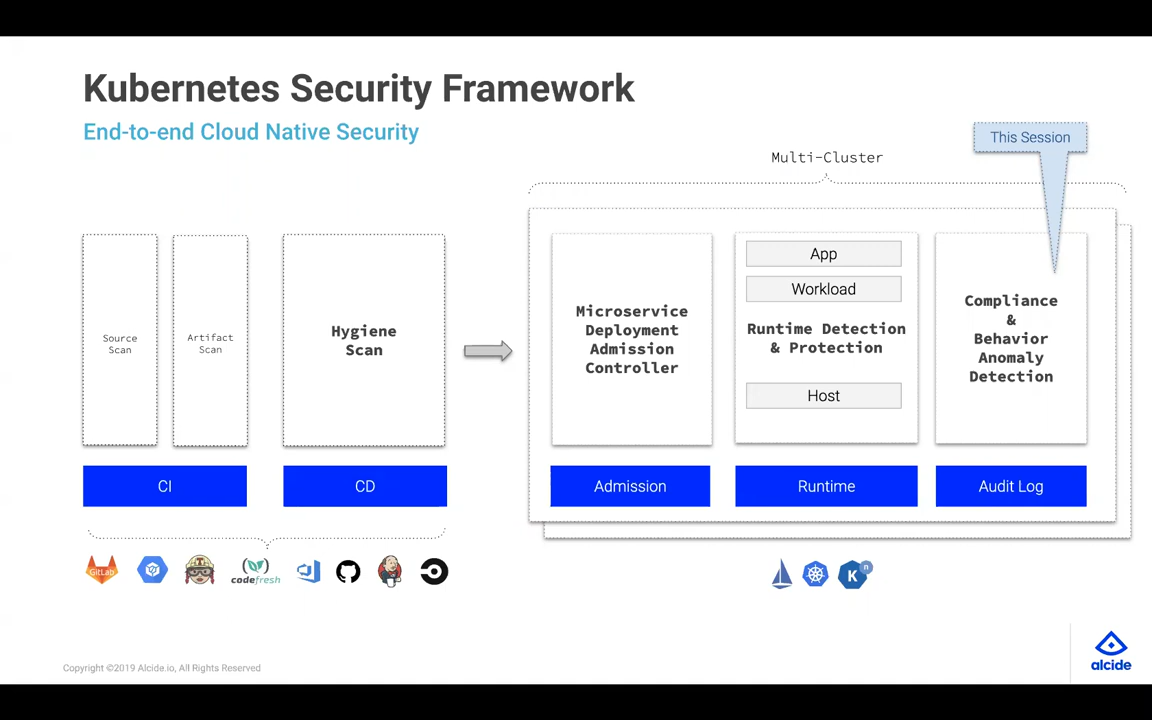 Kubernetes Security Framework
End-to-end Cloud Native Security
This Session
Multi-Cluster
Source
Scan
Artifact
Scan
Hygiene
Scan
Microservice
Deployment
Admission
Controller
App
Workload
Runtime Detection
& Protection
Host
Compliance
&
Behavior
Anomaly
Detection
CI
CD
Admission
Runtime
Audit Log
GitLab
T
codefresh
K
n
Copyright ©2019 Alcide.io, All Rights Reserved
alcide